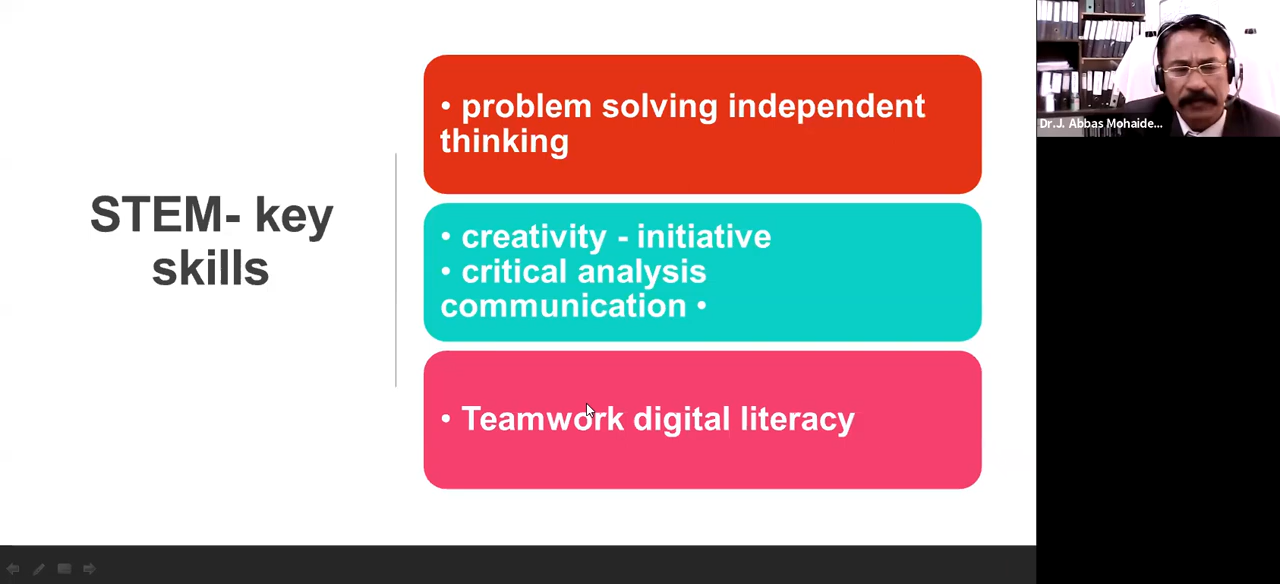 STEM- key
skills
• problem solving independent
thinking
• creativity - initiative
• critical analysis
communication •
• Teamwork digital literacy
Dr.J. Abbas Mohaide...